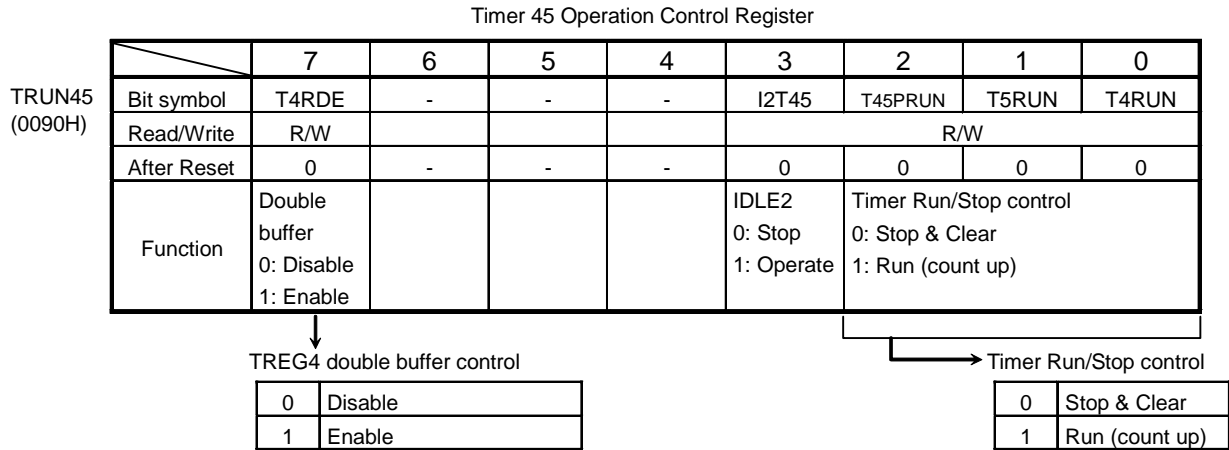 Timer 45 Operation Control Register
7 6 5 4 3 2 1 0
TRUN45
(0090H)
Bit symbol T4RDE - - - I2T45 T45PRUN T5RUN T4RUN
Read/Write R/W R/W
After Reset 0 - - - 0 0 0 0
Function
Double
buffer
0: Disable
1: Enable
IDLE2
0: Stop
1: Operate
Timer Run/Stop control
0: Stop & Clear
1: Run (count up)
TREG4 double buffer control
0 Disable
1 Enable
Timer Run/Stop control
0 Stop & Clear
1 Run (count up)